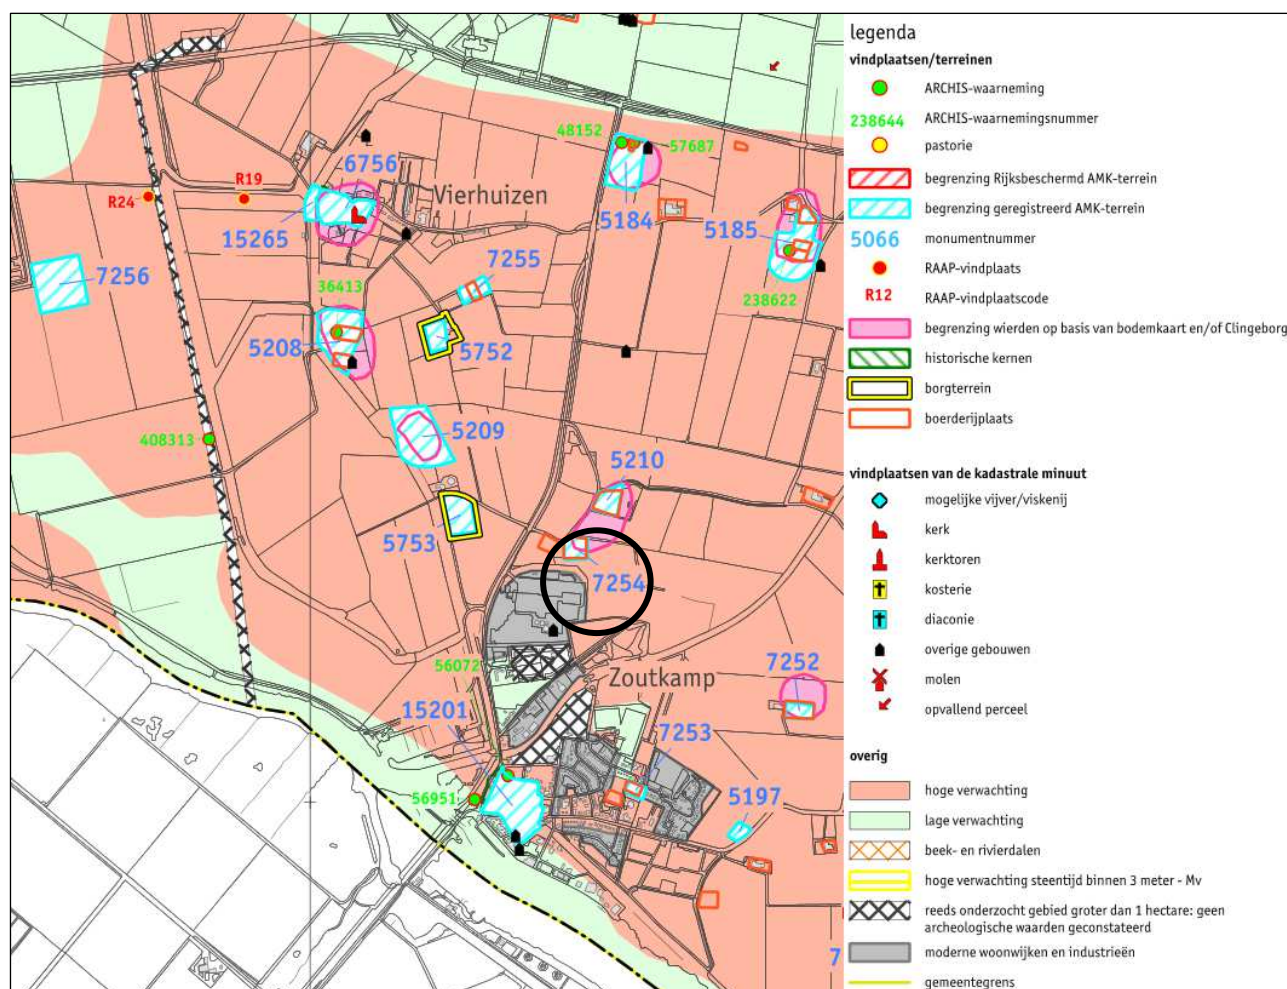 48152
57687
6756
R19
R24
Vierhuizen
5184
15265
5185
7256
7255
36413
238622
5208
5752
5209
408313
5210
5753
7254
56072
7252
Zoutkamp
15201
7253
56951
5197
7
legenda
vindplaatsen/terreinen
ARCHIS-waarneming
238644 ARCHIS-waarnemingsnummer
pastorie
begrenzing Rijksbeschermd AMK-terrein
begrenzing geregistreerd AMK-terrein
5066 monumentnummer
RAAP-vindplaats
R12 RAAP-vindplaatscode
begrenzing wierden op basis van bodemkaart en/of Clingeborg
historische kernen
borgterrein
boerderijplaats
vindplaatsen van de kadastrale minuut
mogelijke vijver/viskenij
kerk
kerktoren
kosterie
diaconie
overige gebouwen
molen
opvallend perceel
overig
hoge verwachting
lage verwachting
beek- en rivierdalen
hoge verwachting steentijd binnen 3 meter - Mv
reeds onderzocht gebied groter dan 1 hectare: geen
archeologische waarden geconstateerd
moderne woonwijken en industrieën
gemeentegrens